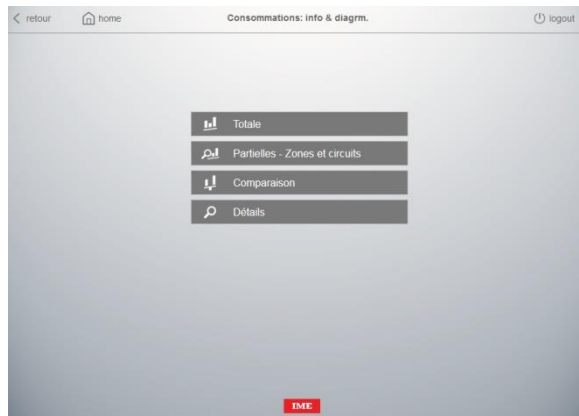 retour home Consommations: info & diagrm. logout
Totale
Partielles - Zones et circuits
Comparaison
Détails
IME